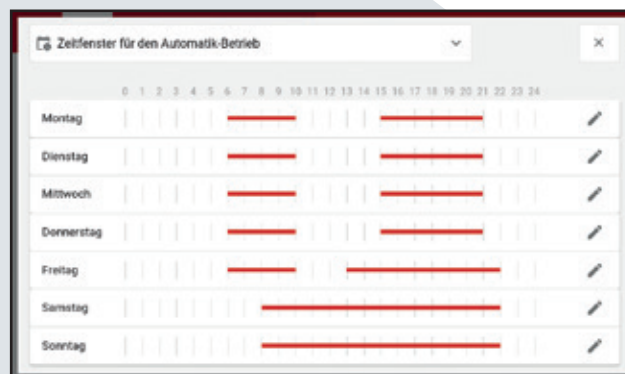 Zeitfenster für den Automatik-Betrieb
0 1 2 3 4 5 6 7 8 9 10 11 12 13 14 15 16 17 18 19 20 21 22 23 24
Montag
Dienstag
Mittwoch
Donnerstag
Freitag
Samstag
Sonntag